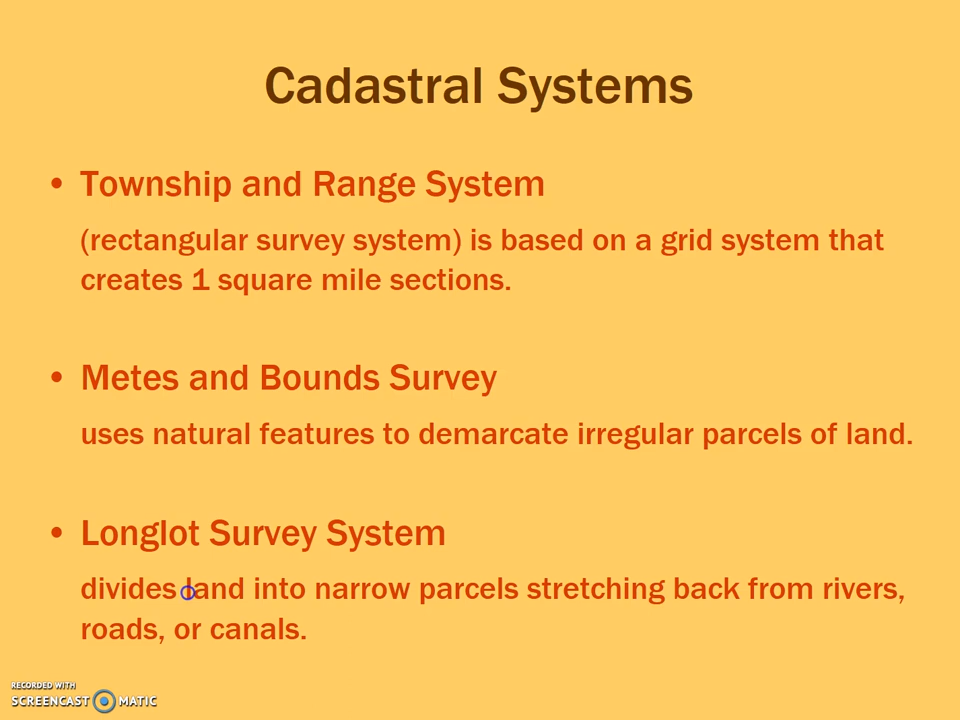 Cadastral Systems
• Township and Range System
(rectangular survey system) is based on a grid system that
creates 1 square mile sections.
• Metes and Bounds Survey
uses natural features to demarcate irregular parcels of land.
• Longlot Survey System
divides land into narrow parcels stretching back from rivers,
roads, or canals.
RECORDED WITH
SCREENCAST MATIC